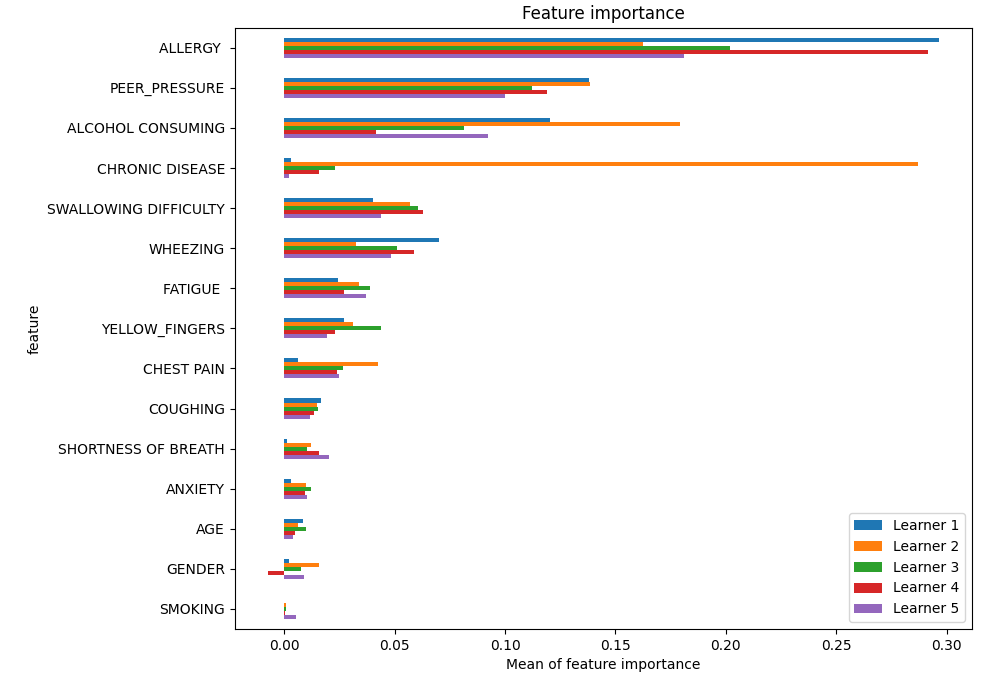 Feature importance
ALLERGY
PEER_PRESSURE
ALCOHOL CONSUMING
CHRONIC DISEASE
SWALLOWING DIFFICULTY
WHEEZING
FATIGUE
YELLOW_FINGERS
CHEST PAIN
COUGHING
SHORTNESS OF BREATH
ANXIETY
AGE
GENDER
SMOKING
feature
Learner 1
Learner 2
Learner 3
Learner 4
Learner 5
0.00 0.05 0.10 0.15 0.20 0.25 0.30
Mean of feature importance